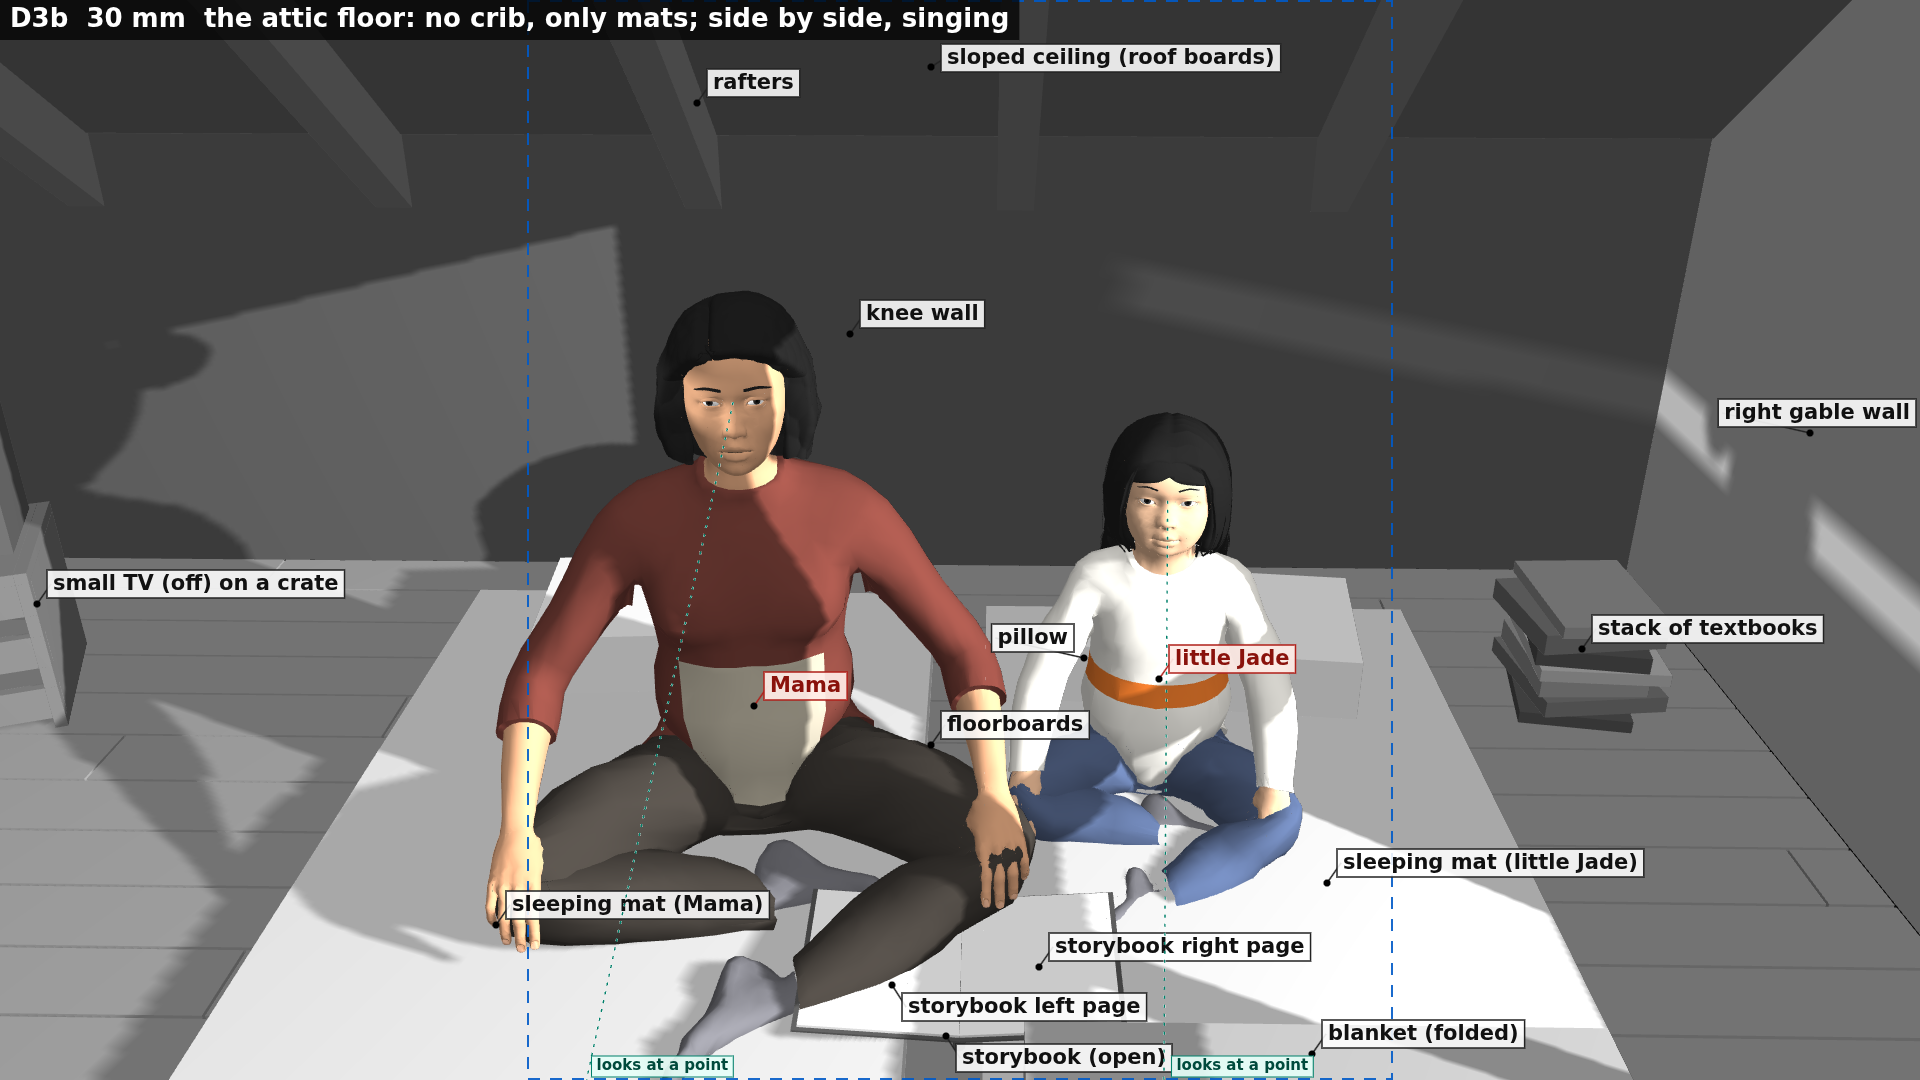 D3b 30 mm the attic floor: no crib, only mats; side by side, singing
sloped ceiling (roof boards)
rafters
knee wall
right gable wall
small TV (off) on a crate
stack of textbooks
pillow
little Jade
Mama
floorboards
sleeping mat (little Jade)
sleeping mat (Mama)
storybook right page
storybook left page
blanket (folded)
storybook (open)
looks at a point
looks at a point